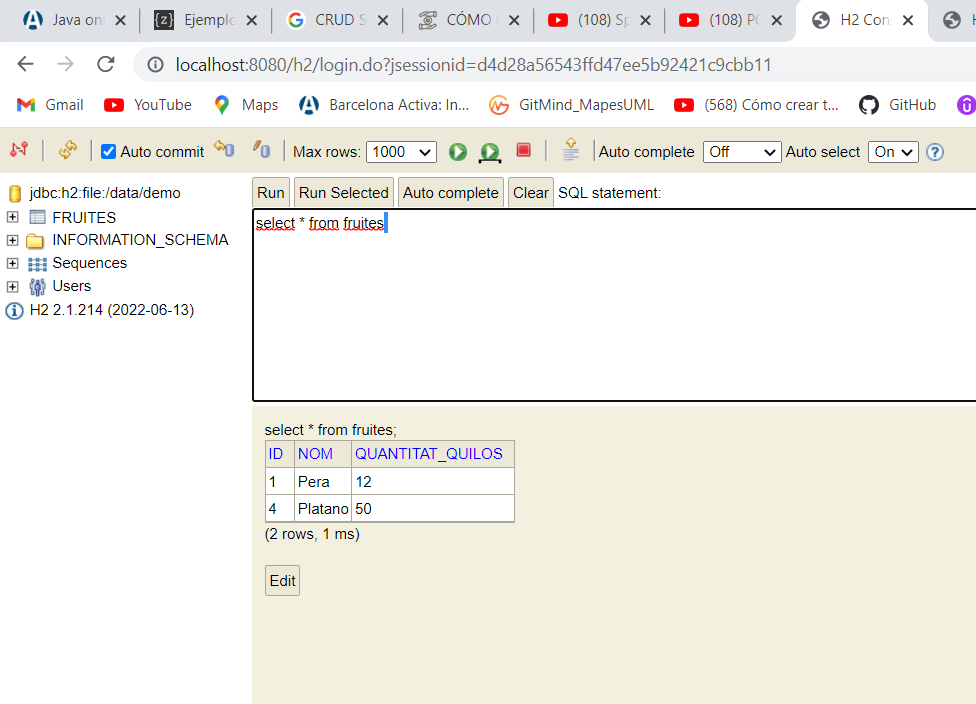 Java onl Ejemplo CRUD S CÓMO (108) Sp (108) PO H2 Con
localhost:8080/h2/login.do?jsessionid=d4d28a56543ffd47ee5b92421c9cbb11
Gmail YouTube Maps Barcelona Activa: In... GitMind_MapesUML (568) Cómo crear t... GitHub
Auto commit Max rows: 1000 Auto complete Off Auto select On
jdbc:h2:file:/data/demo
FRUITES
INFORMATION_SCHEMA
Sequences
Users
H2 2.1.214 (2022-06-13)
Run Run Selected Auto complete Clear SQL statement:
select * from fruites
select * from fruites;
ID NOM QUANTITAT_QUILOS
1 Pera 12
4 Platano 50
(2 rows, 1 ms)
Edit